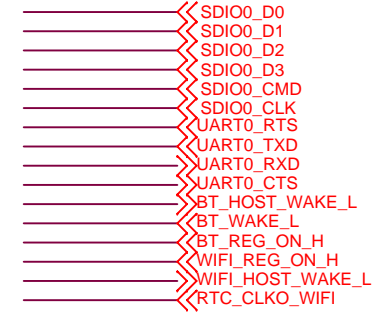 SDIO0_D0
SDIO0_D1
SDIO0_D2
SDIO0_D3
SDIO0_CMD
SDIO0_CLK
UART0_RTS
UART0_TXD
UART0_RXD
UART0_CTS
BT_HOST_WAKE_L
BT_WAKE_L
BT_REG_ON_H
WIFI_REG_ON_H
WIFI_HOST_WAKE_L
RTC_CLKO_WIFI